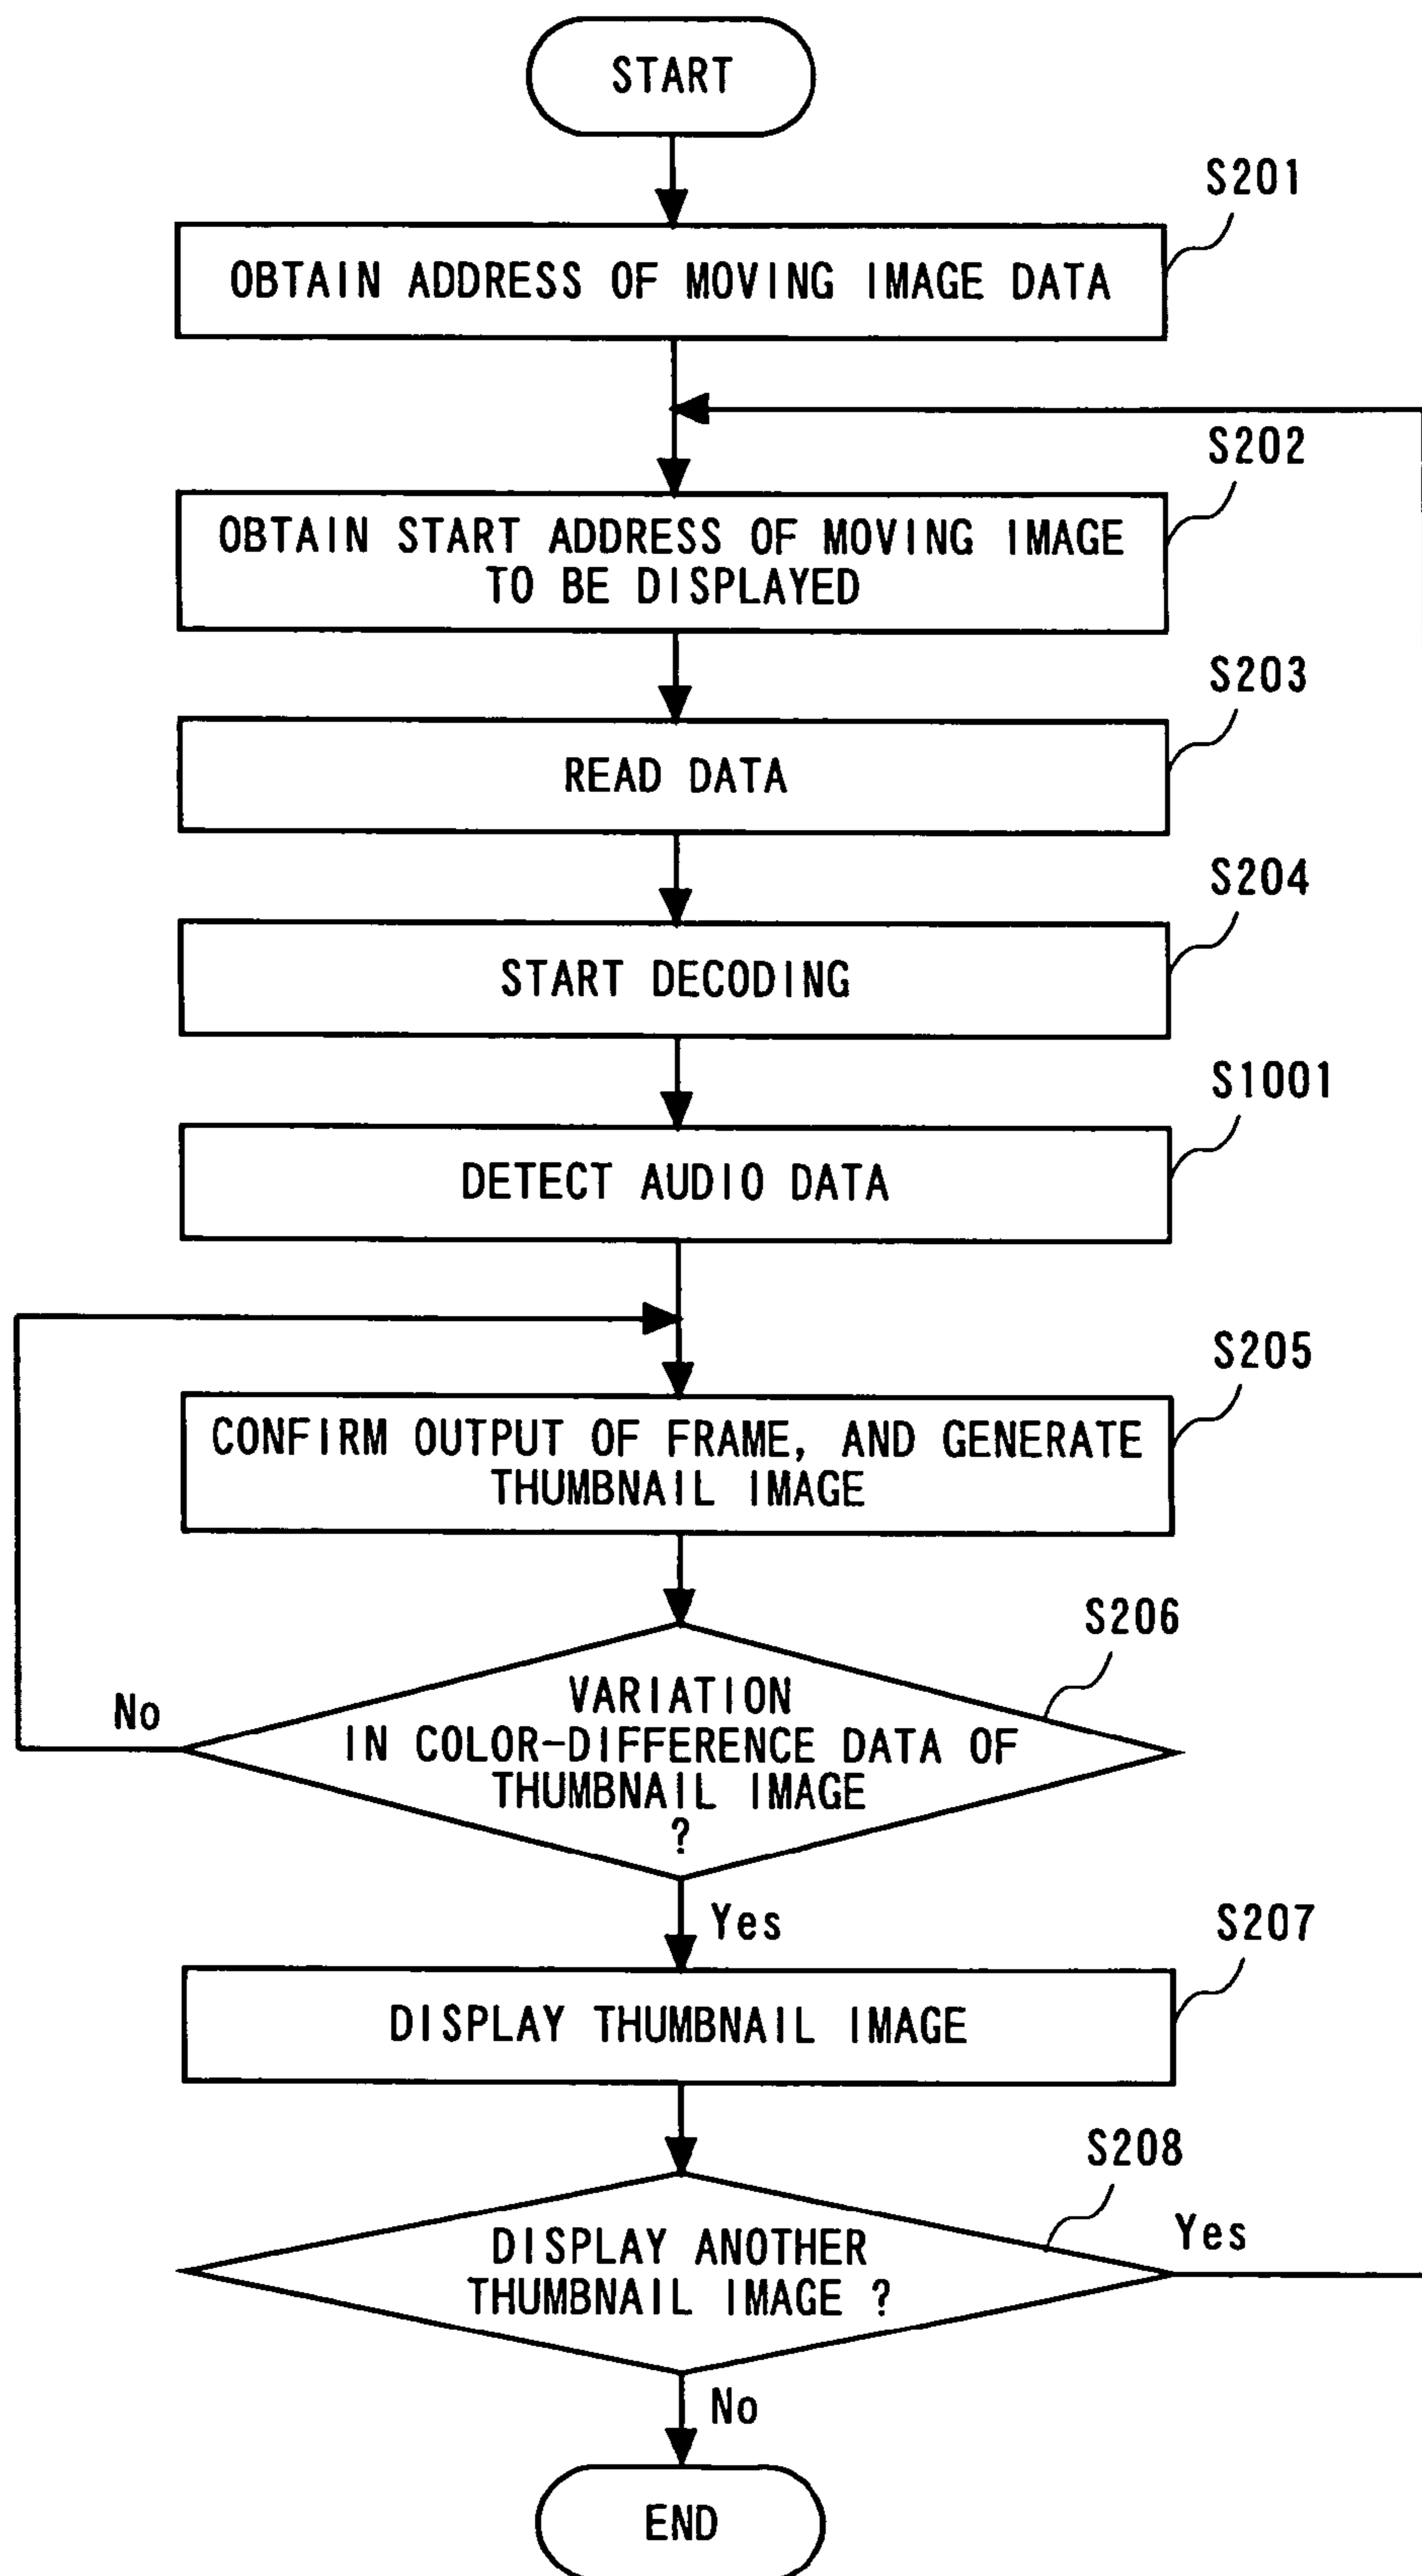 START
S201
OBTAIN ADDRESS OF MOVING IMAGE DATA
S202
OBTAIN START ADDRESS OF MOVING IMAGE
TO BE DISPLAYED
S203
READ DATA
S204
START DECODING
S1001
DETECT AUDIO DATA
S205
CONFIRM OUTPUT OF FRAME, AND GENERATE
THUMBNAIL IMAGE
S206
No
VARIATION
IN COLOR-DIFFERENCE DATA OF
THUMBNAIL IMAGE
?
Yes
S207
DISPLAY THUMBNAIL IMAGE
S208
Yes
DISPLAY ANOTHER
THUMBNAIL IMAGE ?
No
END